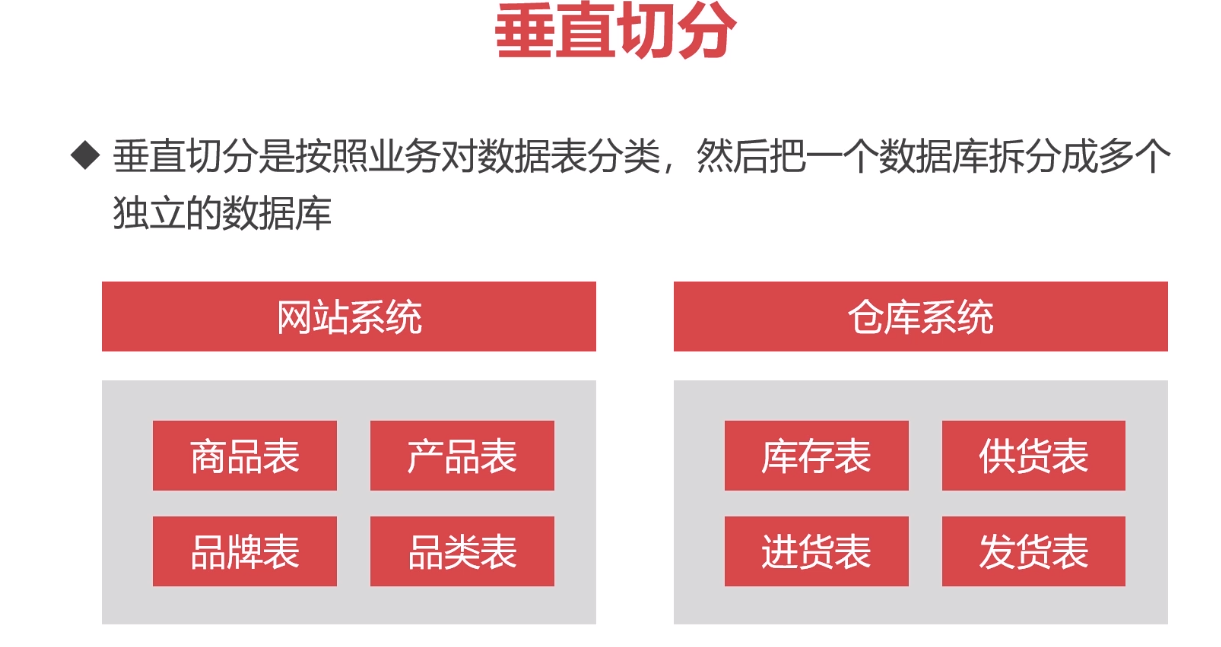 垂直切分
◆ 垂直切分是按照业务对数据表分类，然后把一个数据库拆分成多个
独立的数据库
网站系统
仓库系统
商品表
产品表
品牌表
品类表
库存表
供货表
进货表
发货表